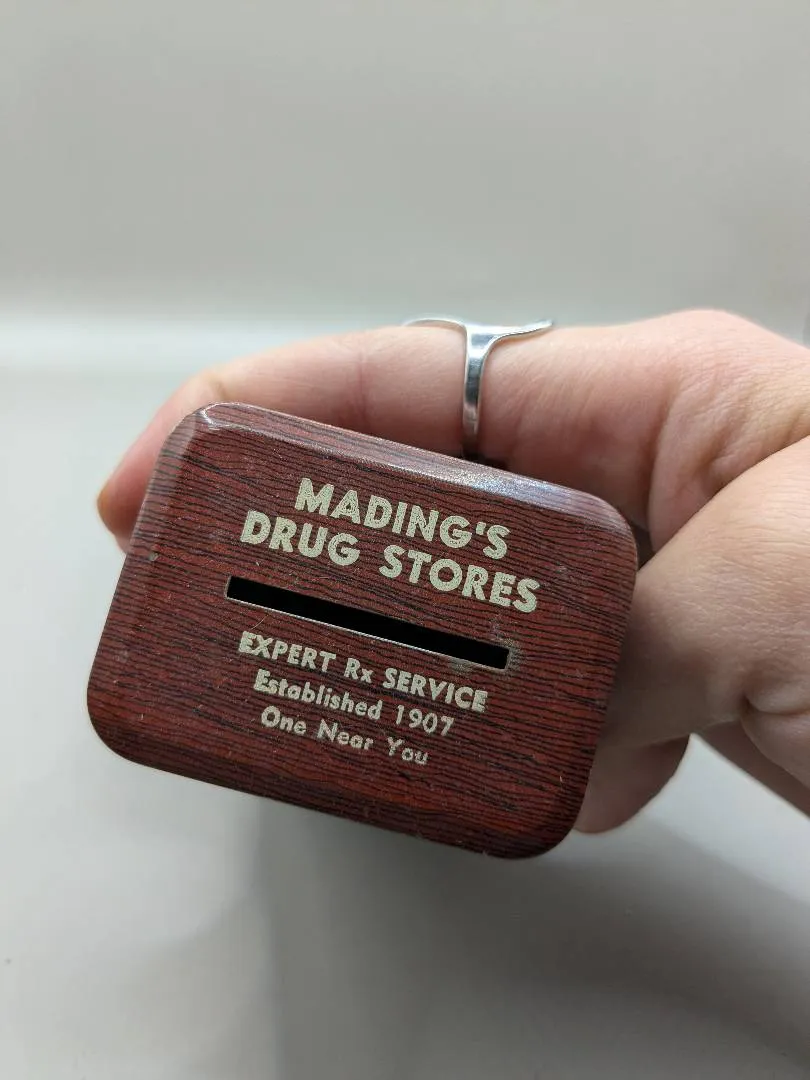 MADING'S
DRUG STORES
EXPERT Rx SERVICE
Established 1907
One Near You